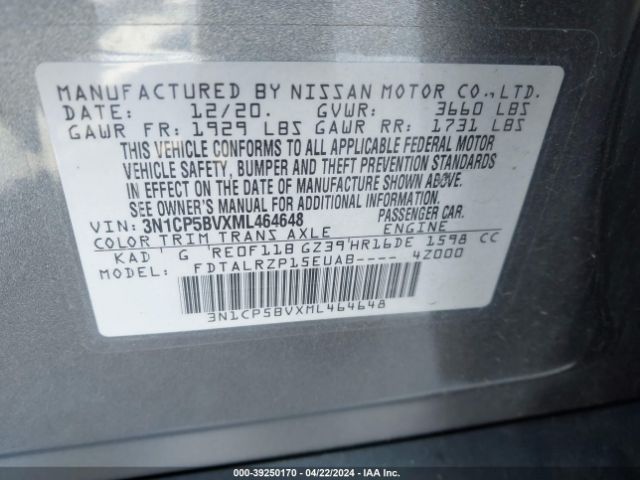 MANUFACTURED BY NISSAN MOTOR CO.,LTD.
DATE: 12/20. GVWR: 3660 LBS
GAWR FR: 1929 LBS GAWR RR: 1731 LBS
THIS VEHICLE CONFORMS TO ALL APPLICABLE FEDERAL MOTOR
VEHICLE SAFETY, BUMPER AND THEFT PREVENTION STANDARDS
IN EFFECT ON THE DATE OF MANUFACTURE SHOWN ABOVE.
SEE OWNER'S MANUAL FOR ADDITIONAL INFORMATION.
VIN: 3N1CP5BVXML464648 PASSENGER CAR.
COLOR TRIM TRANS AXLE ENGINE
KAD G RE0F11B GZ39 HR16DE 1598 CC
MODEL: FDTALRZP15EUAB---- 4Z000
3N1CP5BVXML464648
000-39250170 - 04/22/2024 - IAA Inc.